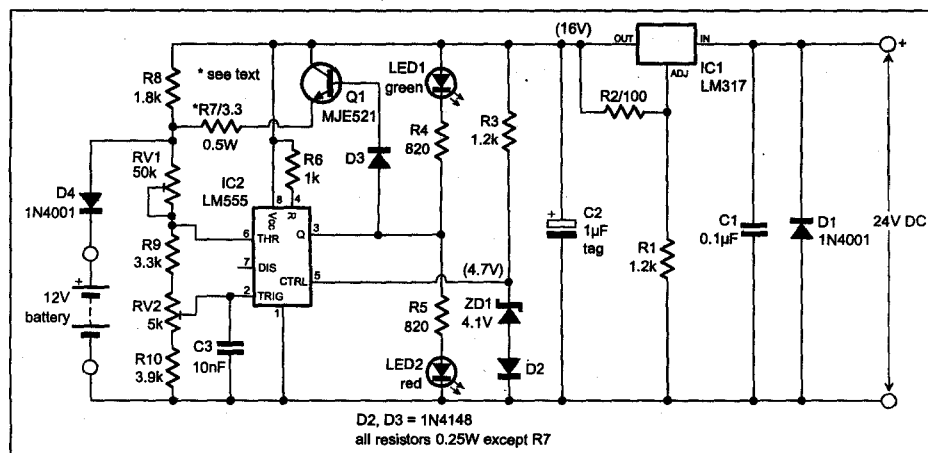 (16V)
OUT
IN
+
R8
1.8k
* see text
LED1
green
ADJ
IC1
LM317
Q1
MJE521
R2/100
*R7/3.3
0.5W
R4
820
R3
1.2k
RV1
50k
R6
1k
D3
D4
1N4001
IC2
LM555
8
4
Vcc
R
C2
1µF
tag
+
R1
1.2k
C1
0.1µF
D1
1N4001
24V DC
6
THR
Q
3
R9
3.3k
7
DIS
CTRL
5
(4.7V)
+
12V
battery
RV2
5k
2
TRIG
1
R5
820
ZD1
4.1V
C3
10nF
R10
3.9k
LED2
red
D2
D2, D3 = 1N4148
all resistors 0.25W except R7